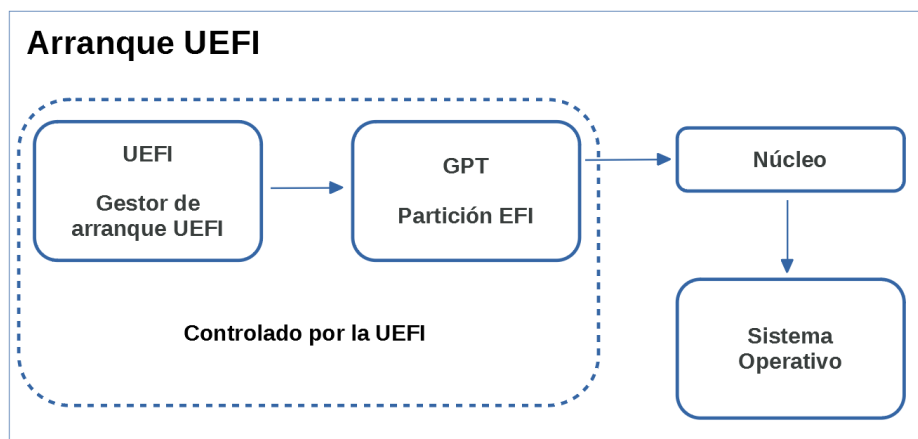 Arranque UEFI
UEFI
Gestor de
arranque UEFI
GPT
Partición EFI
Núcleo
Controlado por la UEFI
Sistema
Operativo